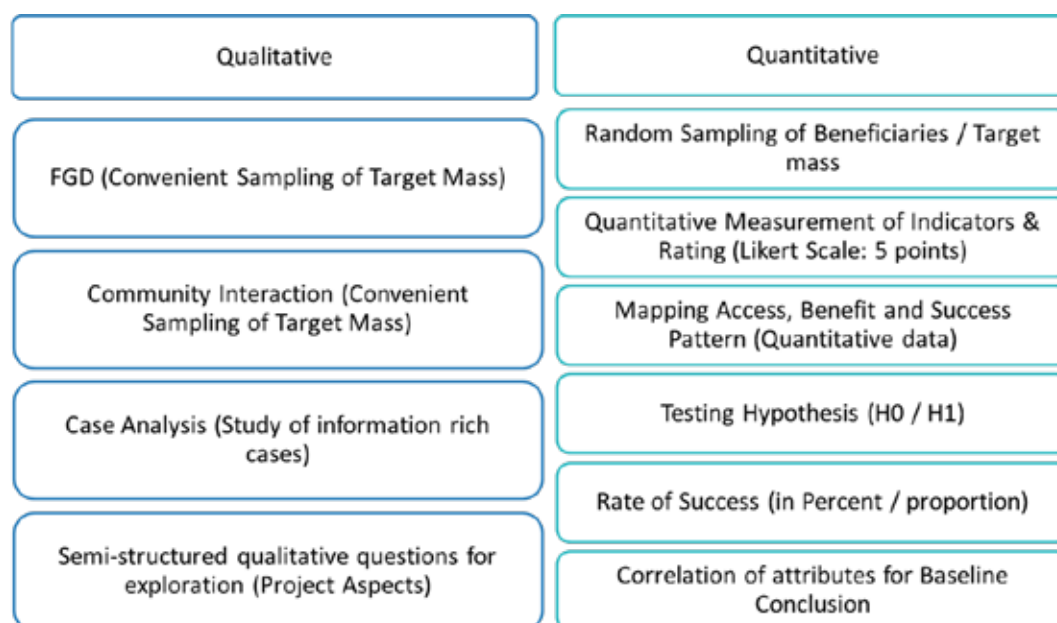 Qualitative
FGD (Convenient Sampling of Target Mass)
Community Interaction (Convenient
Sampling of Target Mass)
Case Analysis (Study of information rich
cases)
Semi-structured qualitative questions for
exploration (Project Aspects)
Quantitative
Random Sampling of Beneficiaries / Target
mass
Quantitative Measurement of Indicators &
Rating (Likert Scale: 5 points)
Mapping Access, Benefit and Success
Pattern (Quantitative data)
Testing Hypothesis (H0 / H1)
Rate of Success (in Percent / proportion)
Correlation of attributes for Baseline
Conclusion